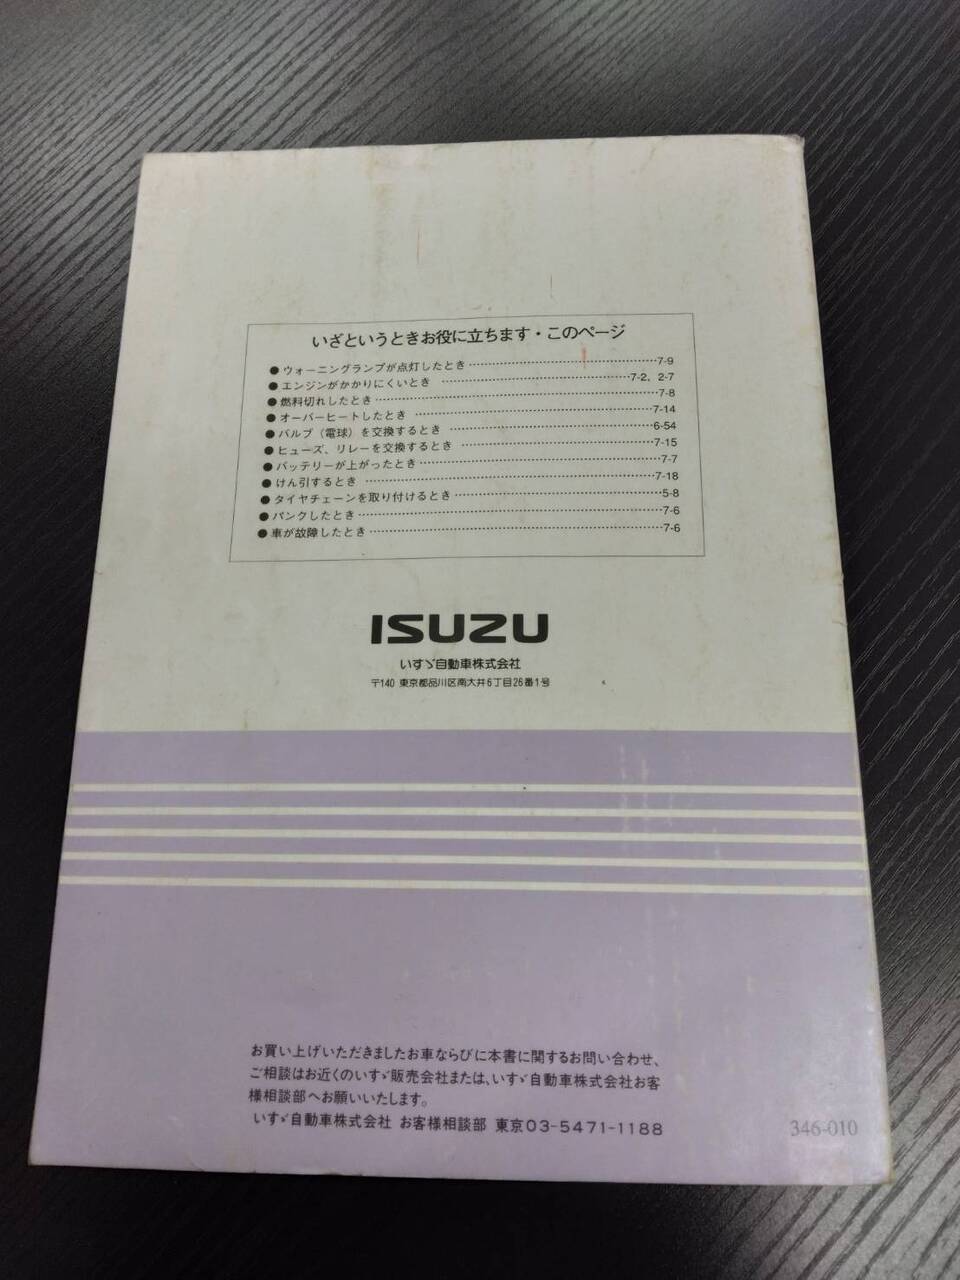 いざというときお役に立ちます・このページ
●ウォーニングランプが点灯したとき……………………………7-9
●エンジンがかかりにくいとき……………………………7-2, 2-7
●燃料切れしたとき……………………………7-8
●オーバーヒートしたとき……………………………7-14
●バルブ（電球）を交換するとき……………………………6-54
●ヒューズ、リレーを交換するとき……………………………7-15
●バッテリーが上がったとき……………………………7-7
●けん引するとき……………………………7-18
●タイヤチェーンを取り付けるとき……………………………5-8
●パンクしたとき……………………………7-6
●車が故障したとき……………………………7-6
ISUZU
いすゞ自動車株式会社
〒140 東京都品川区南大井6丁目26番1号
お買い上げいただきましたお車ならびに本書に関するお問い合わせ、
ご相談はお近くのいすゞ販売会社または、いすゞ自動車株式会社お客
様相談部へお願いいたします。
いすゞ自動車株式会社 お客様相談部 東京03-5471-1188
346-010